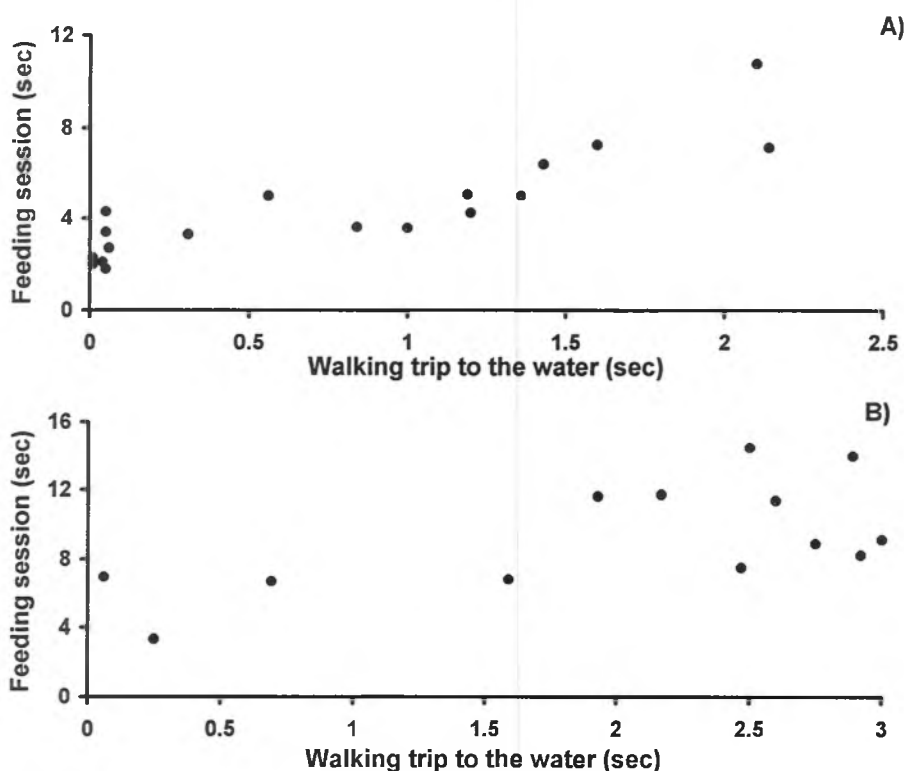 A)
Feeding session (sec)
12
8
4
0
0 0.5 1 1.5 2 2.5
Walking trip to the water (sec)
B)
Feeding session (sec)
16
12
8
4
0
0 0.5 1 1.5 2 2.5 3
Walking trip to the water (sec)